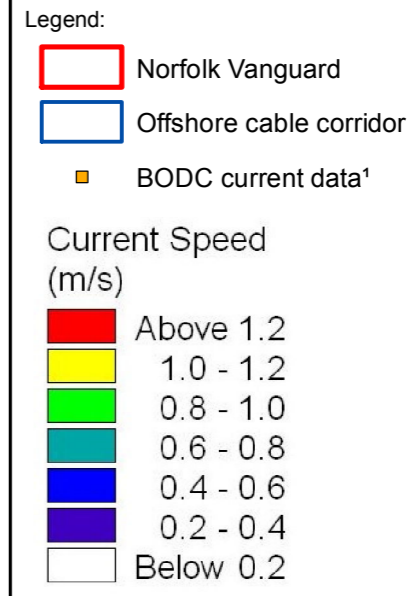 Legend:
Norfolk Vanguard
Offshore cable corridor
BODC current data¹
Current Speed
(m/s)
Above 1.2
1.0 - 1.2
0.8 - 1.0
0.6 - 0.8
0.4 - 0.6
0.2 - 0.4
Below 0.2